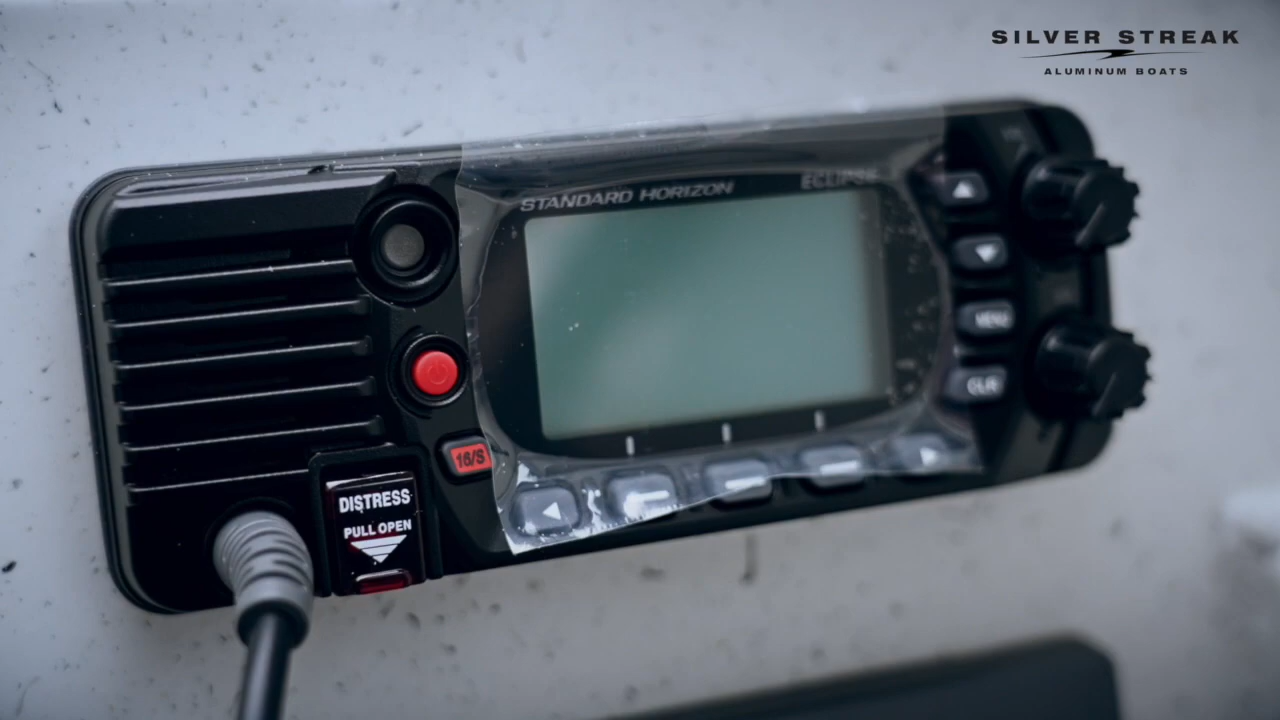 SILVER STREAK
ALUMINUM BOATS
STANDARD HORIZON
ECLIPSE
MENU
CLR
16/S
DISTRESS
PULL OPEN